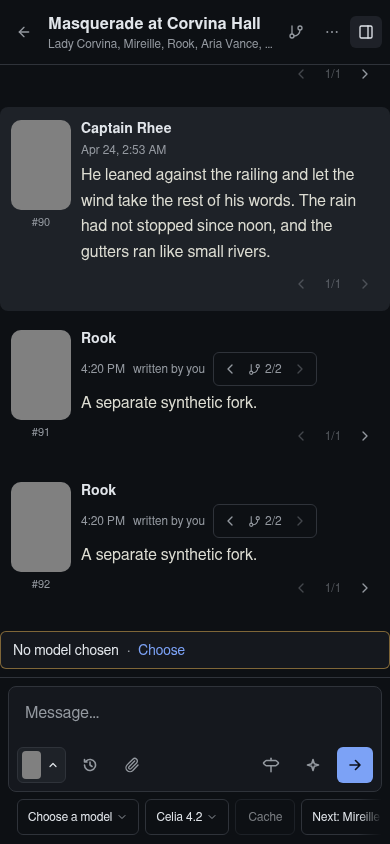 Masquerade at Corvina Hall
Lady Corvina, Mireille, Rook, Aria Vance, ...
1/1
Captain Rhee
Apr 24, 2:53 AM
He leaned against the railing and let the
wind take the rest of his words. The rain
had not stopped since noon, and the
gutters ran like small rivers.
#90
1/1
Rook
4:20 PM written by you 2/2
A separate synthetic fork.
#91
1/1
Rook
4:20 PM written by you 2/2
A separate synthetic fork.
#92
1/1
No model chosen · Choose
Message...
Choose a model Celia 4.2 Cache Next: Mireille